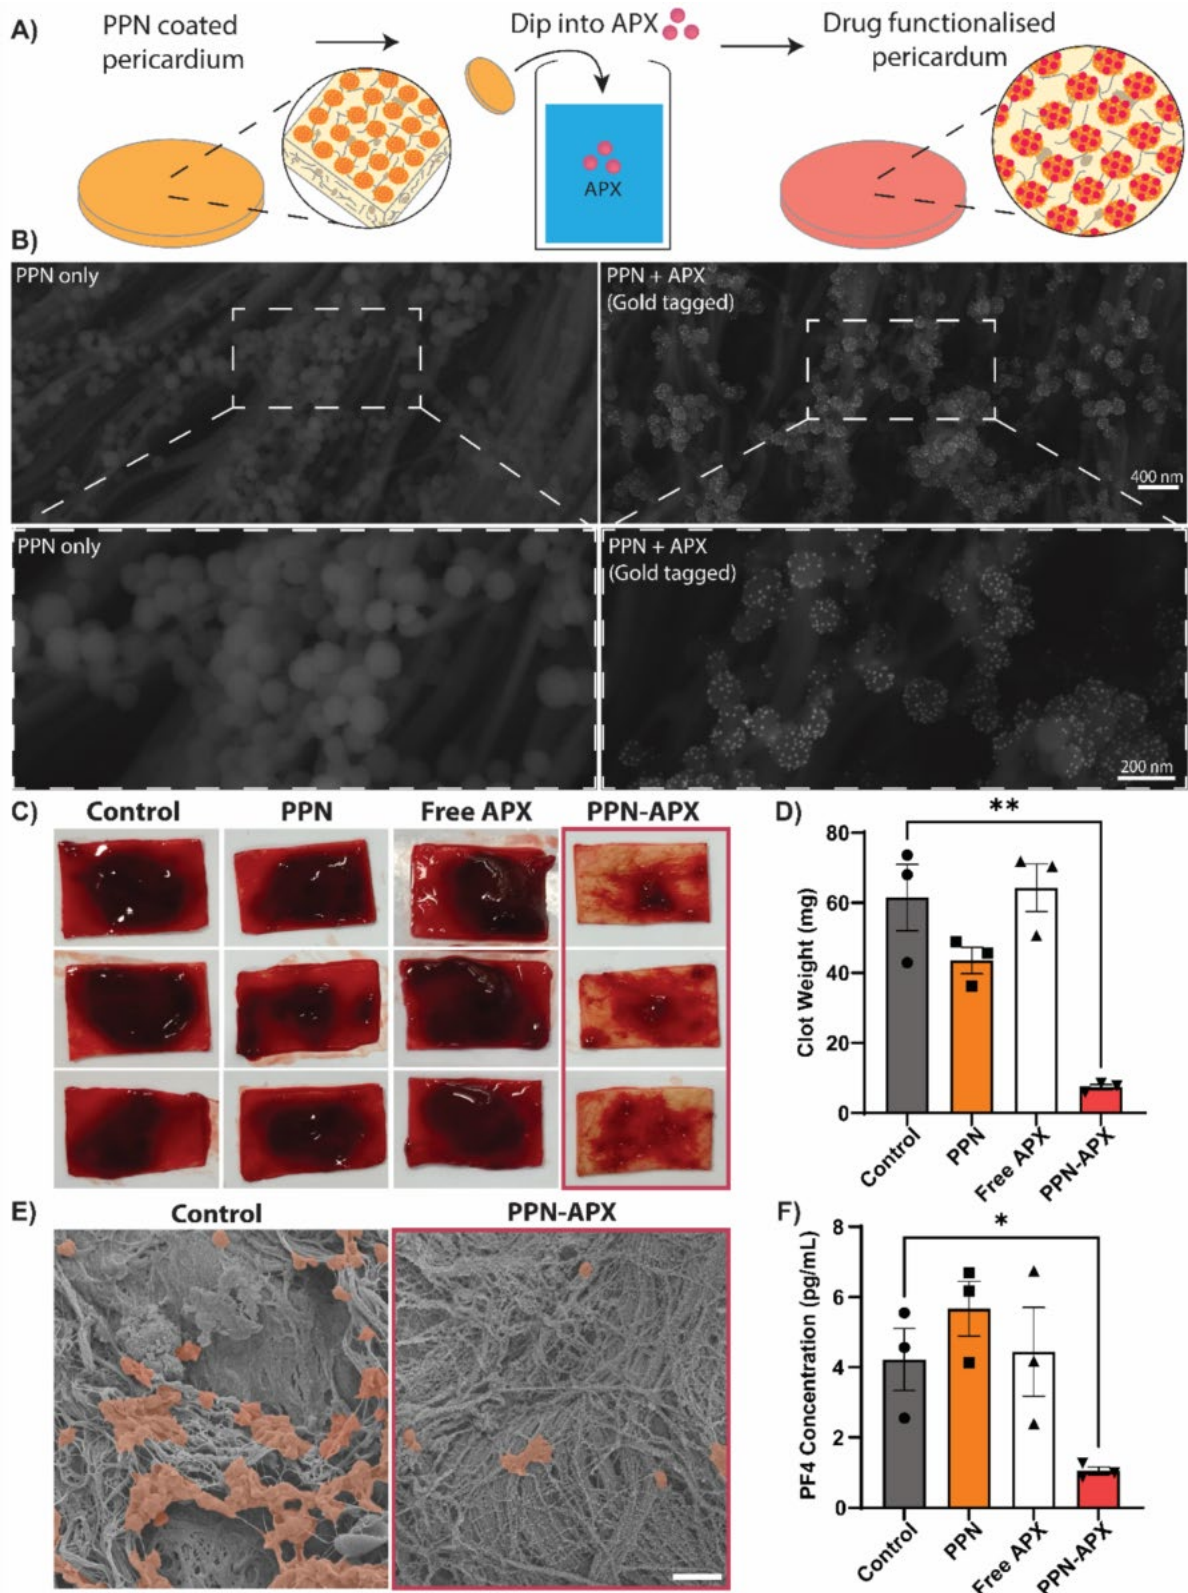 A)
PPN coated
pericardium
Dip into APX
Drug functionalised
pericardum
APX
B)
PPN only
PPN + APX
(Gold tagged)
400 nm
PPN only
PPN + APX
(Gold tagged)
200 nm
C)
Control
PPN
Free APX
PPN-APX
D)
**
Clot Weight (mg)
80
60
40
20
0
Control
PPN
Free APX
PPN-APX
E)
Control
PPN-APX
F)
*
PF4 Concentration (pg/mL)
8
6
4
2
0
Control
PPN
Free APX
PPN-APX